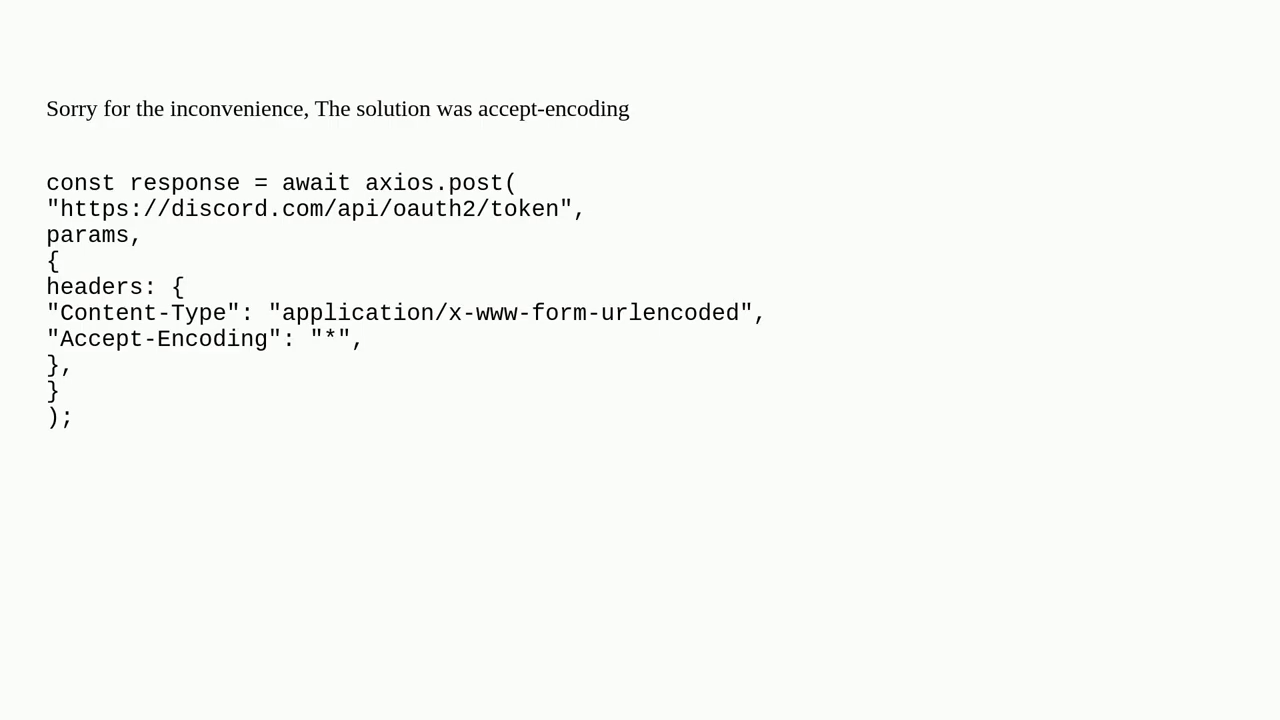 Sorry for the inconvenience, The solution was accept-encoding
const response = await axios.post(
"https://discord.com/api/oauth2/token",
params,
{
headers: {
"Content-Type": "application/x-www-form-urlencoded",
"Accept-Encoding": "*",
},
}
);